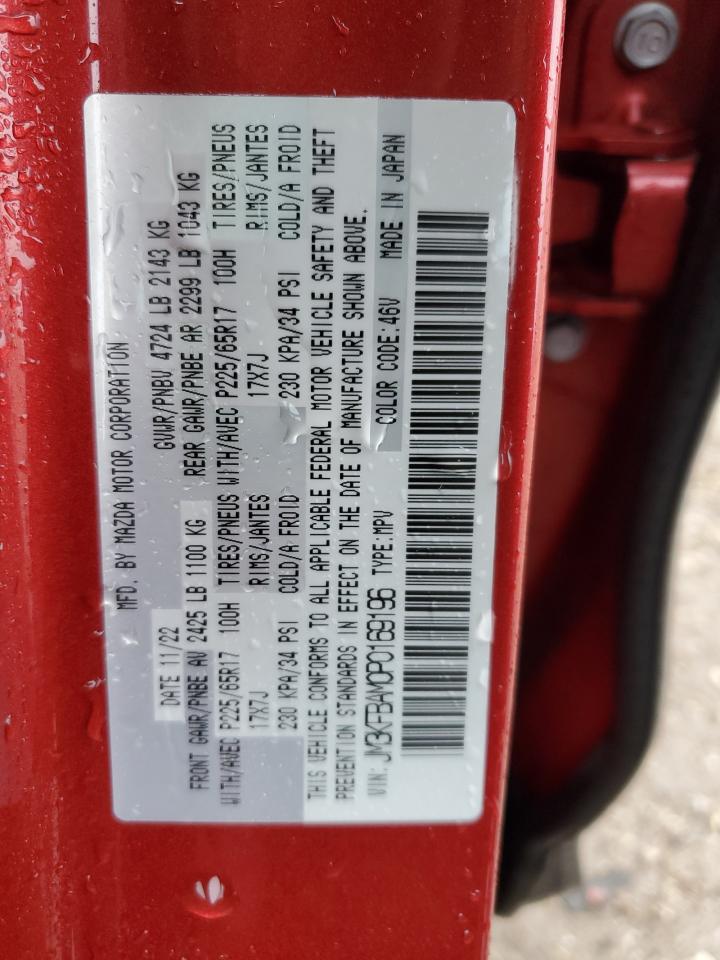 MFD. BY MAZDA MOTOR CORPORATION
DATE 11/22 GVWR/PNBV 4724 LB 2143 KG
FRONT GAWR/PNBE AV 2425 LB 1100 KG REAR GAWR/PNBE AR 2299 LB 1043 KG
WITH/AVEC P225/65R17 100H TIRES/PNEUS WITH/AVEC P225/65R17 100H TIRES/PNEUS
17X7J RIMS/JANTES 17X7J RIMS/JANTES
230 KPA/34 PSI COLD/A FROID 230 KPA/34 PSI COLD/A FROID
THIS VEHICLE CONFORMS TO ALL APPLICABLE FEDERAL MOTOR VEHICLE SAFETY AND THEFT
PREVENTION STANDARDS IN EFFECT ON THE DATE OF MANUFACTURE SHOWN ABOVE.
VIN: JM3KFBAM0P0169196 TYPE:MPV COLOR CODE:46V MADE IN JAPAN
10